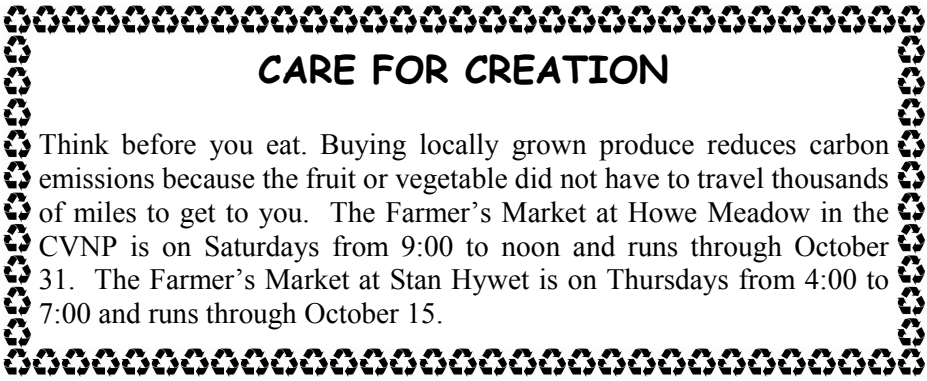 CARE FOR CREATION
Think before you eat. Buying locally grown produce reduces carbon
emissions because the fruit or vegetable did not have to travel thousands
of miles to get to you.  The Farmer's Market at Howe Meadow in the
CVNP is on Saturdays from 9:00 to noon and runs through October
31.  The Farmer's Market at Stan Hywet is on Thursdays from 4:00 to
7:00 and runs through October 15.